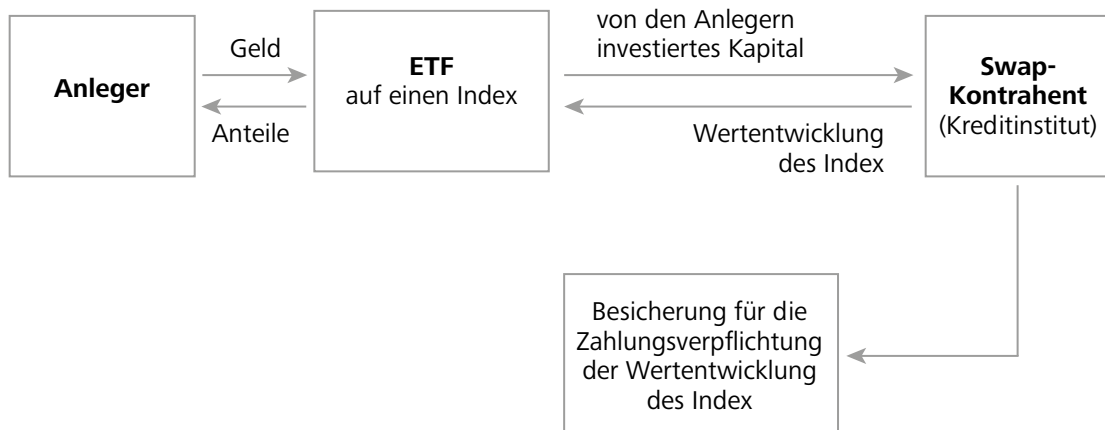 Anleger
Geld
Anteile
ETF
auf einen Index
von den Anlegern
investiertes Kapital
Wertentwicklung
des Index
Swap-
Kontrahent
(Kreditinstitut)
Besicherung für die
Zahlungsverpflichtung
der Wertentwicklung
des Index